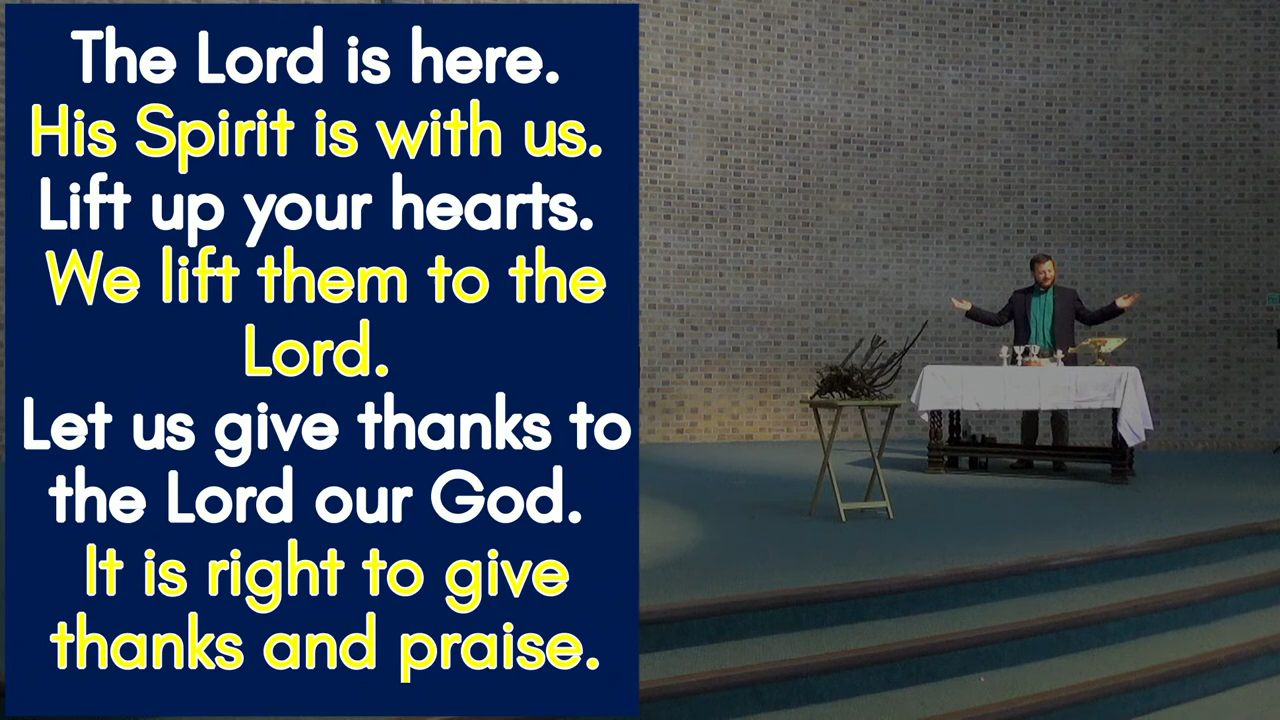 The Lord is here.
His Spirit is with us.
Lift up your hearts.
We lift them to the
Lord.
Let us give thanks to
the Lord our God.
It is right to give
thanks and praise.